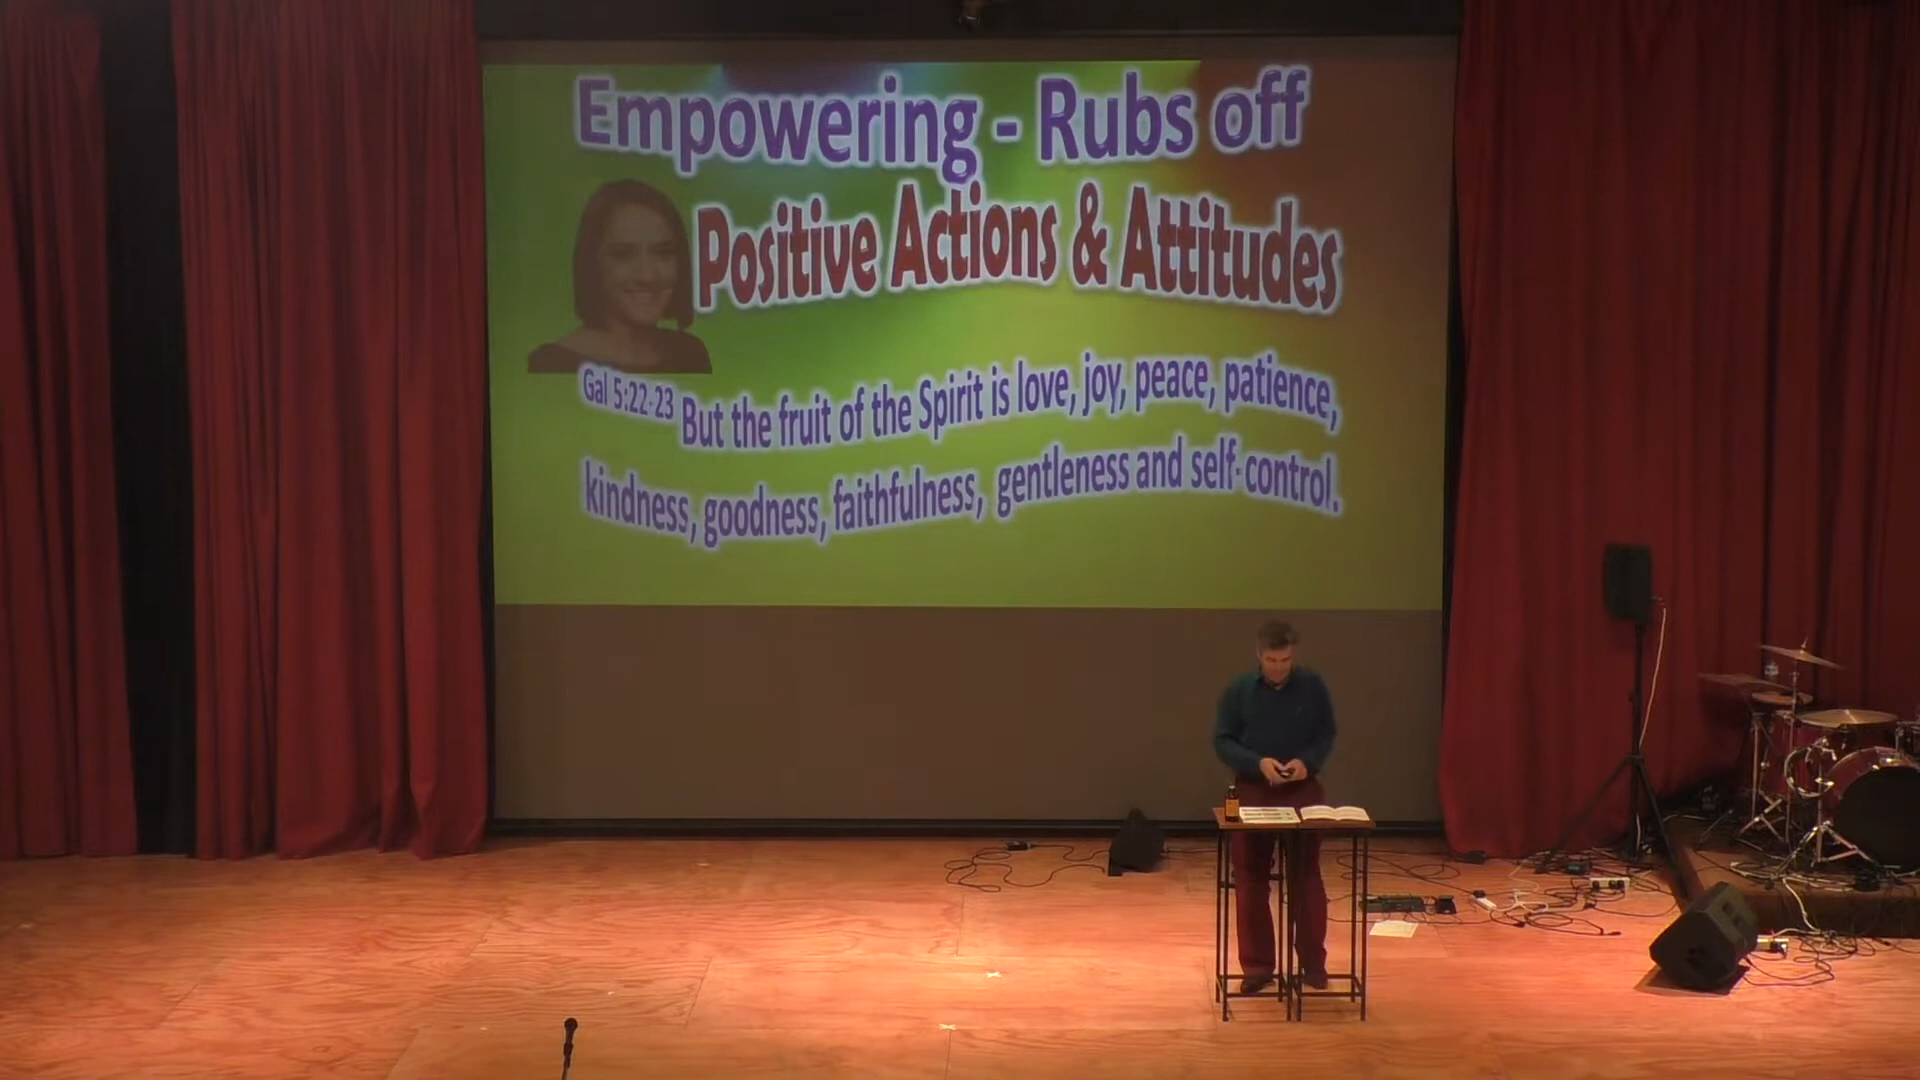 Empowering - Rubs off
Positive Actions & Attitudes
Gal 5:22-23 But the fruit of the Spirit is love, joy, peace, patience,
kindness, goodness, faithfulness, gentleness and self-control.